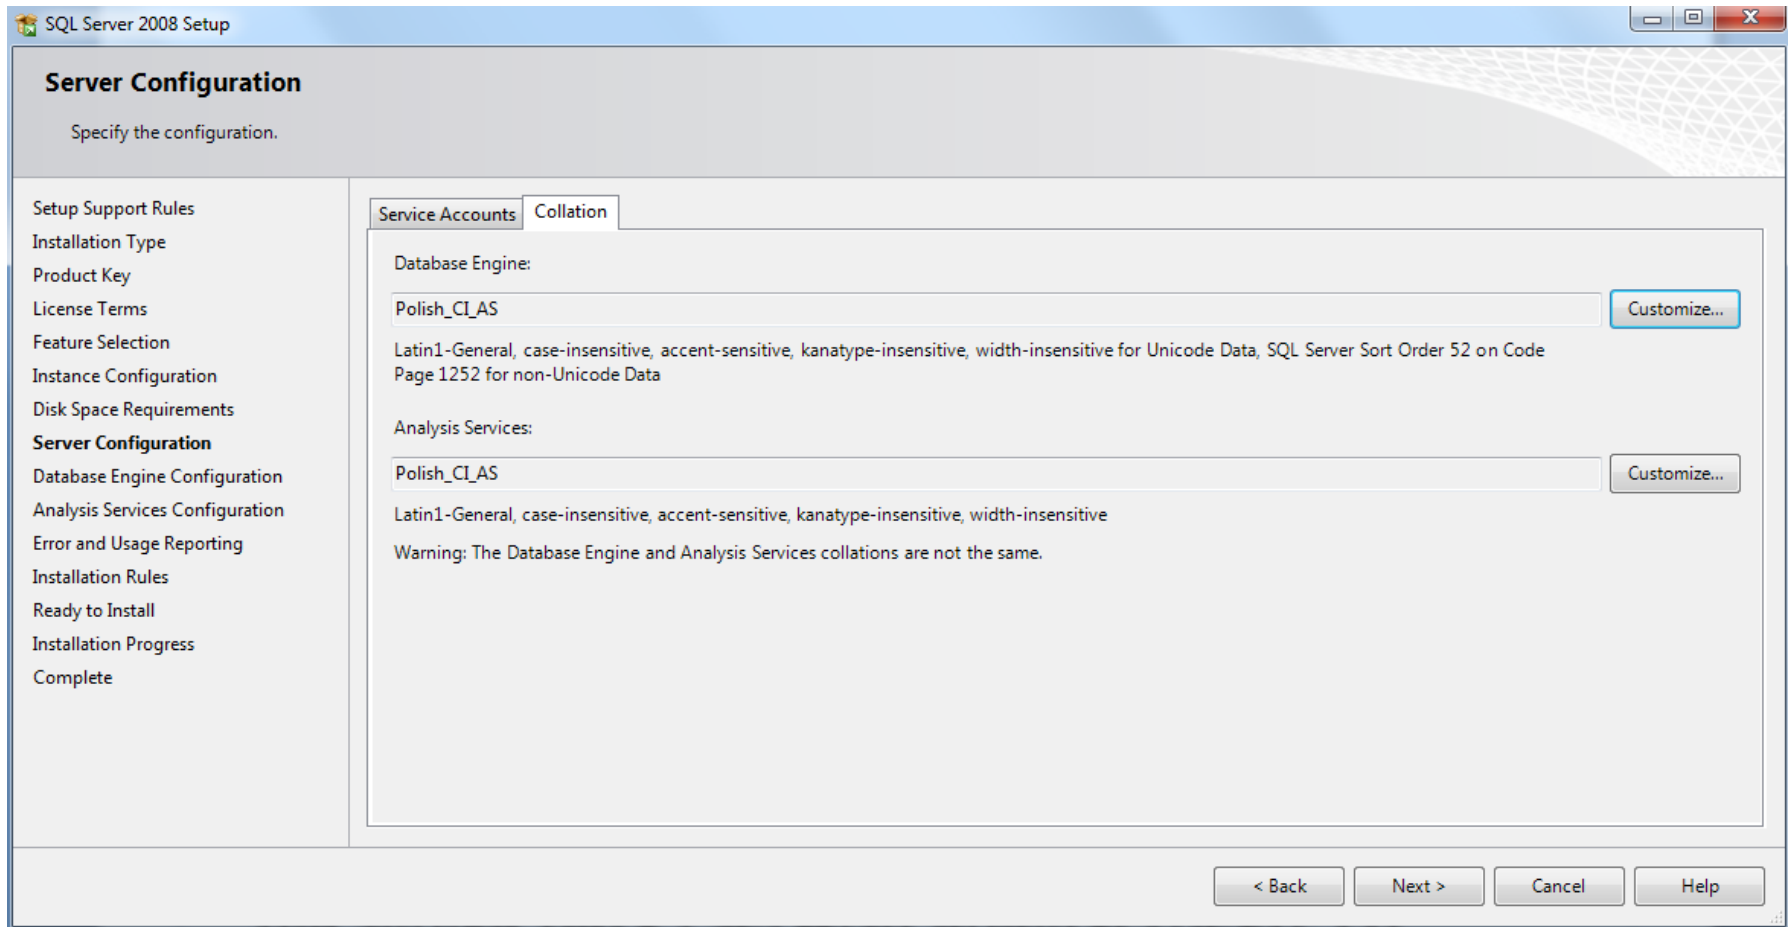 SQL Server 2008 Setup
Server Configuration
Specify the configuration.
Setup Support Rules
Installation Type
Product Key
License Terms
Feature Selection
Instance Configuration
Disk Space Requirements
Server Configuration
Database Engine Configuration
Analysis Services Configuration
Error and Usage Reporting
Installation Rules
Ready to Install
Installation Progress
Complete
Service Accounts
Collation
Database Engine:
Polish_CI_AS
Customize...
Latin1-General, case-insensitive, accent-sensitive, kanatype-insensitive, width-insensitive for Unicode Data, SQL Server Sort Order 52 on Code
Page 1252 for non-Unicode Data
Analysis Services:
Polish_CI_AS
Customize...
Latin1-General, case-insensitive, accent-sensitive, kanatype-insensitive, width-insensitive
Warning: The Database Engine and Analysis Services collations are not the same.
< Back
Next >
Cancel
Help